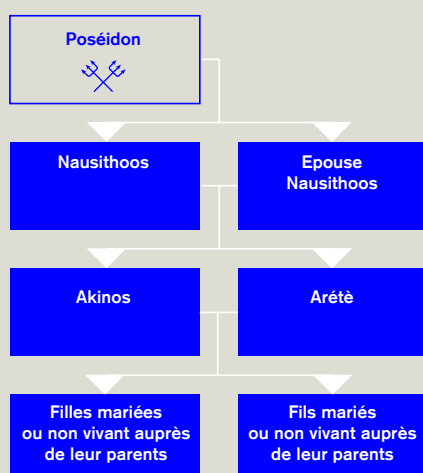 Poséidon
Nausithoos
Epouse
Nausithoos
Akinos
Arétè
Filles mariées
ou non vivant auprès
de leur parents
Fils mariés
ou non vivant auprès
de leur parents